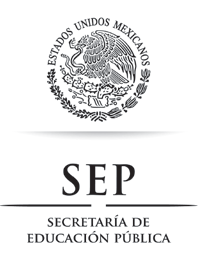 ESTADOS UNIDOS MEXICANOS
SEP
SECRETARÍA DE
EDUCACIÓN PÚBLICA